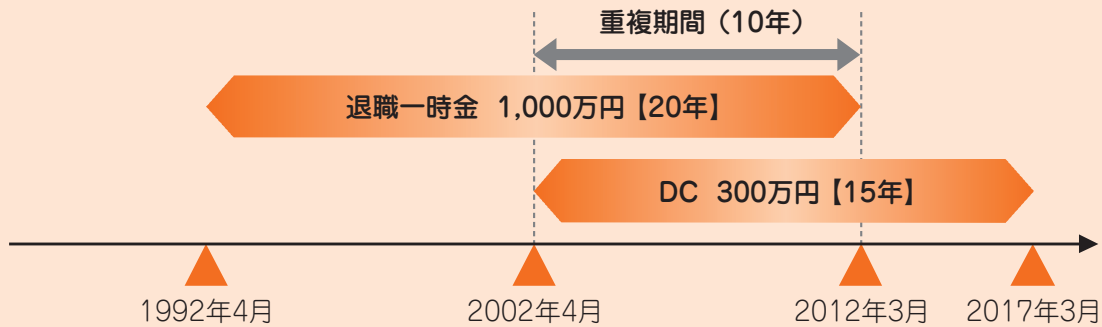 重複期間（10年）
退職一時金 1,000万円【20年】
DC 300万円【15年】
1992年4月
2002年4月
2012年3月
2017年3月